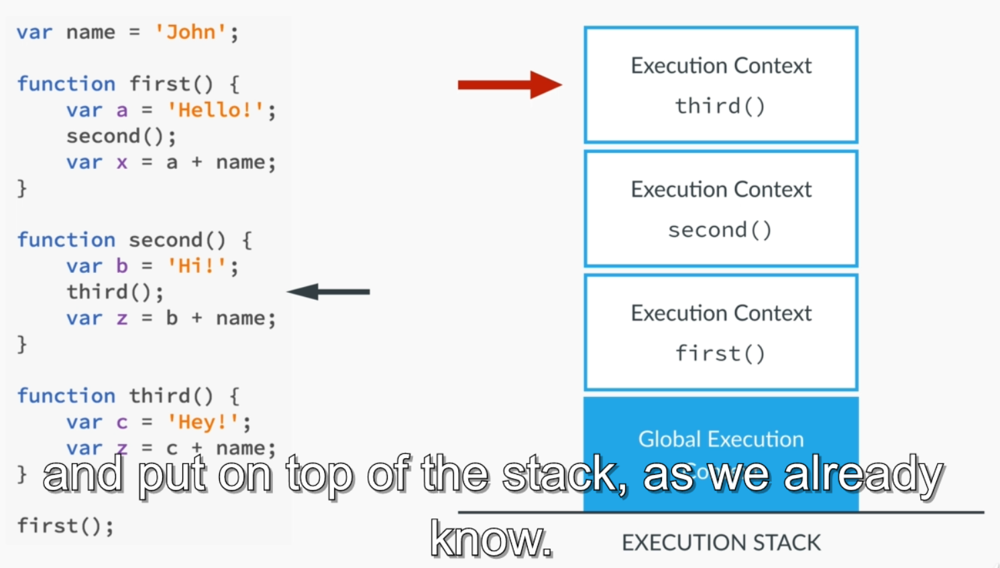 var name = 'John';
function first() {
var a = 'Hello!';
second();
var x = a + name;
}
function second() {
var b = 'Hi!';
third();
var z = b + name;
}
function third() {
var c = 'Hey!';
var z = c + name;
}
first();
Execution Context
third()
Execution Context
second()
Execution Context
first()
Global Execution
EXECUTION STACK
and put on top of the stack, as we already
know.